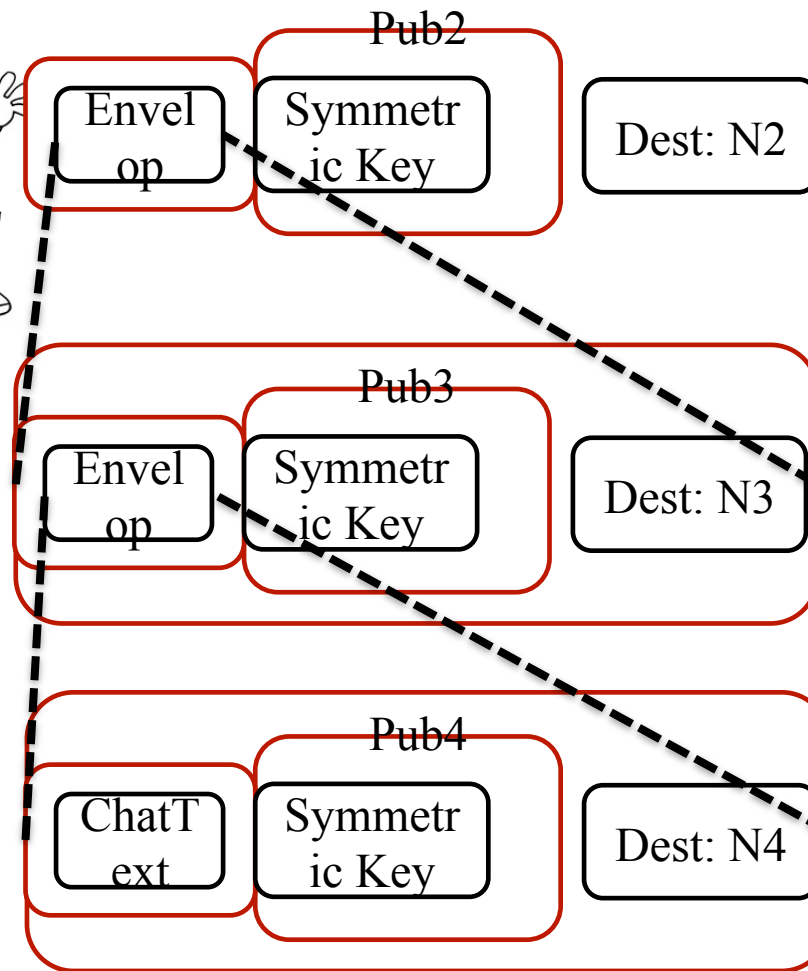 Pub2
Envel
op
Symmetr
ic Key
Dest: N2
Pub3
Envel
op
Symmetr
ic Key
Dest: N3
Pub4
ChatT
ext
Symmetr
ic Key
Dest: N4